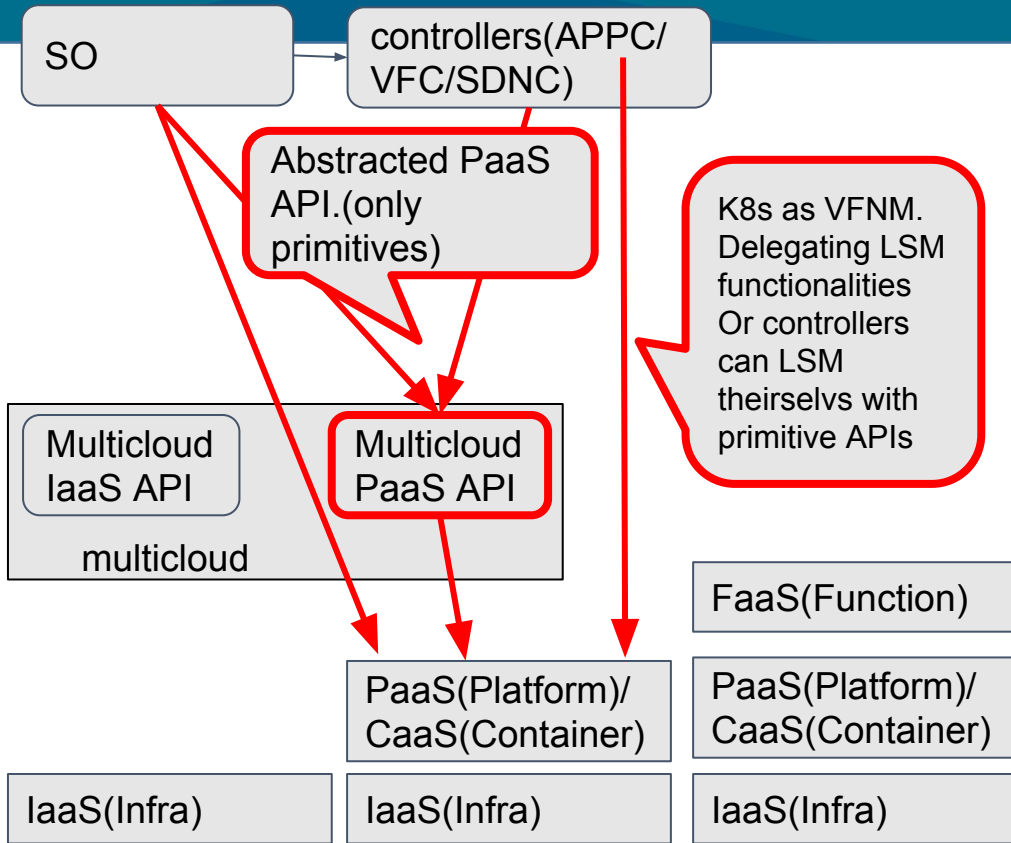 SO
controllers(APPC/
VFC/SDNC)
Abstracted PaaS
API.(only
primitives)
K8s as VFNM.
Delegating LSM
functionalities
Or controllers
can LSM
theirselvs with
primitive APIs
Multicloud
IaaS API
Multicloud
PaaS API
multicloud
FaaS(Function)
PaaS(Platform)/
CaaS(Container)
PaaS(Platform)/
CaaS(Container)
IaaS(Infra)
IaaS(Infra)
IaaS(Infra)